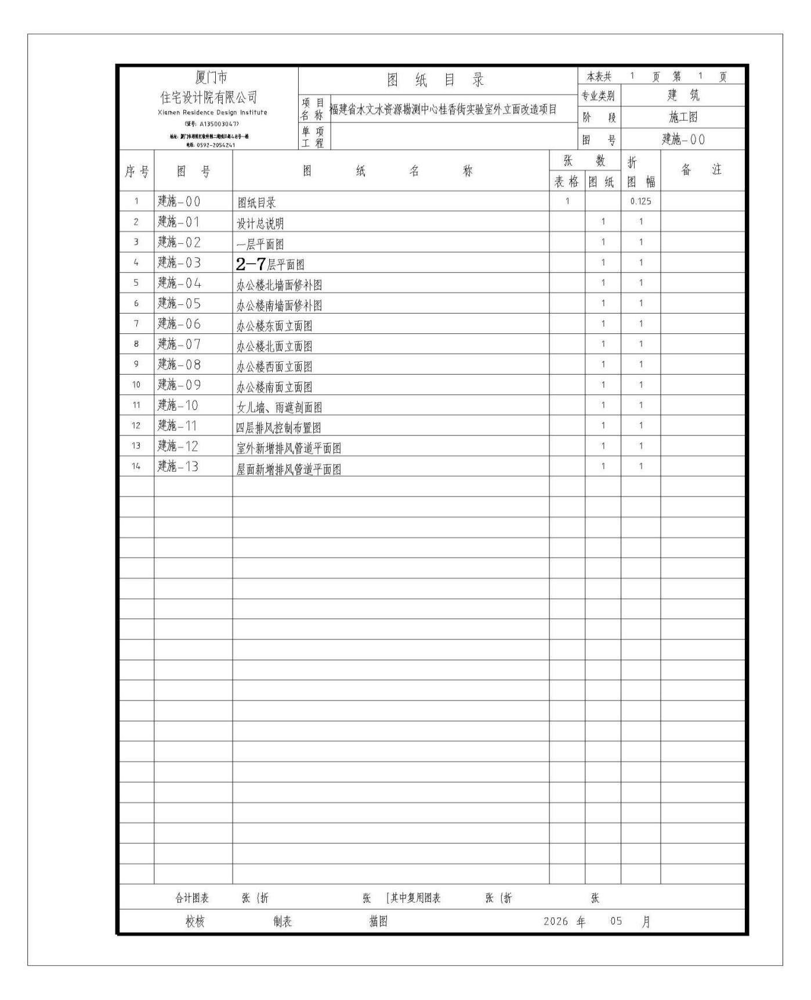 厦门市
住宅设计院有限公司
Xiamen Residence Design Institute
(证号: A135003047)
电话: 0592-2054241
图 纸 目 录
项目名称 福建省水文水资源勘测中心桂香街实验室外立面改造项目
单项工程
本表共 1 页 第 1 页
专业类别 建 筑
阶 段 施工图
图 号 建施-00
序号 图 号 图 纸 名 称 张 数 折 备 注
表格 图纸 图幅
1 建施-00 图纸目录 1 0.125
2 建施-01 设计总说明 1 1
3 建施-02 一层平面图 1 1
4 建施-03 2-7层平面图 1 1
5 建施-04 办公楼北墙面修补图 1 1
6 建施-05 办公楼南墙面修补图 1 1
7 建施-06 办公楼东面立面图 1 1
8 建施-07 办公楼北面立面图 1 1
9 建施-08 办公楼西面立面图 1 1
10 建施-09 办公楼南面立面图 1 1
11 建施-10 女儿墙、雨遮剖面图 1 1
12 建施-11 四层排风控制布置图 1 1
13 建施-12 室外新增排风管道平面图 1 1
14 建施-13 屋面新增排风管道平面图 1 1
合计图表 张 (折 张 [其中复用图表 张 (折 张
校核 制表 描图 2026 年 05 月